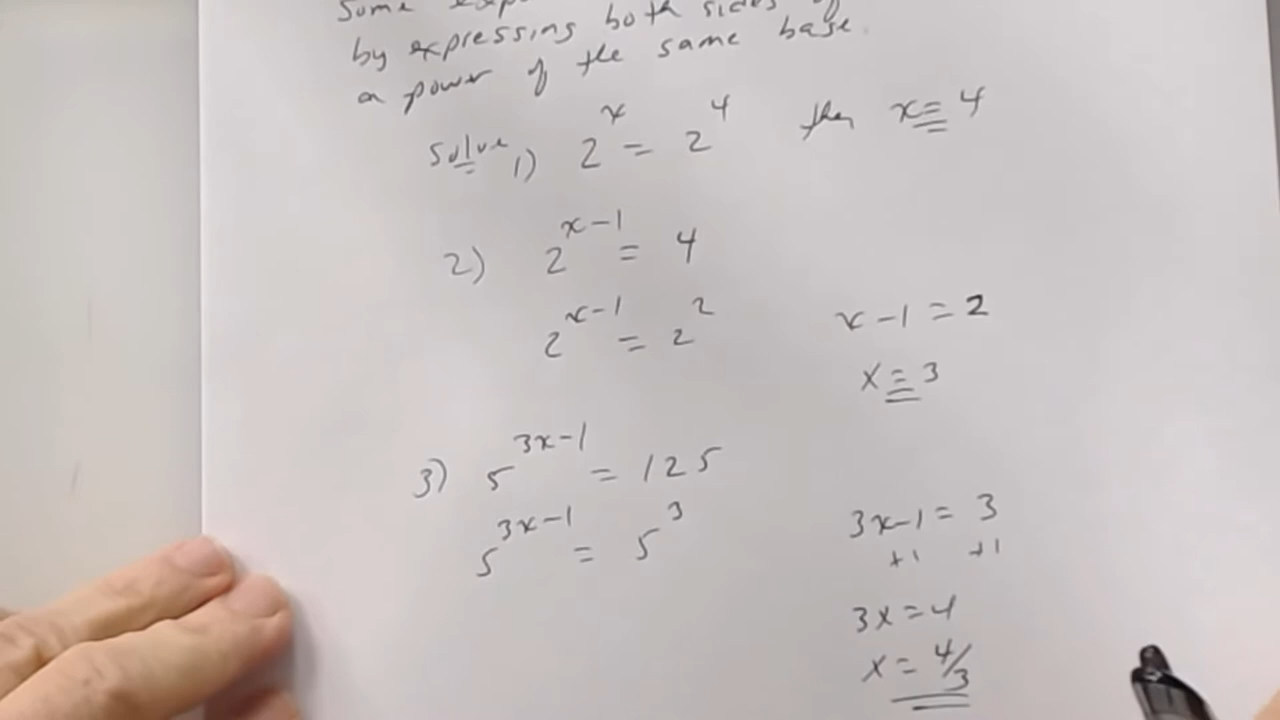 Some
by expressing both sides of
a power of the same base.
Solve 1) 2^x = 2^4 then x = 4
2) 2^(x-1) = 4
2^(x-1) = 2^2 x-1 = 2
x = 3
3) 5^(3x-1) = 125
5^(3x-1) = 5^3 3x-1 = 3
+1 +1
3x = 4
x = 4/3